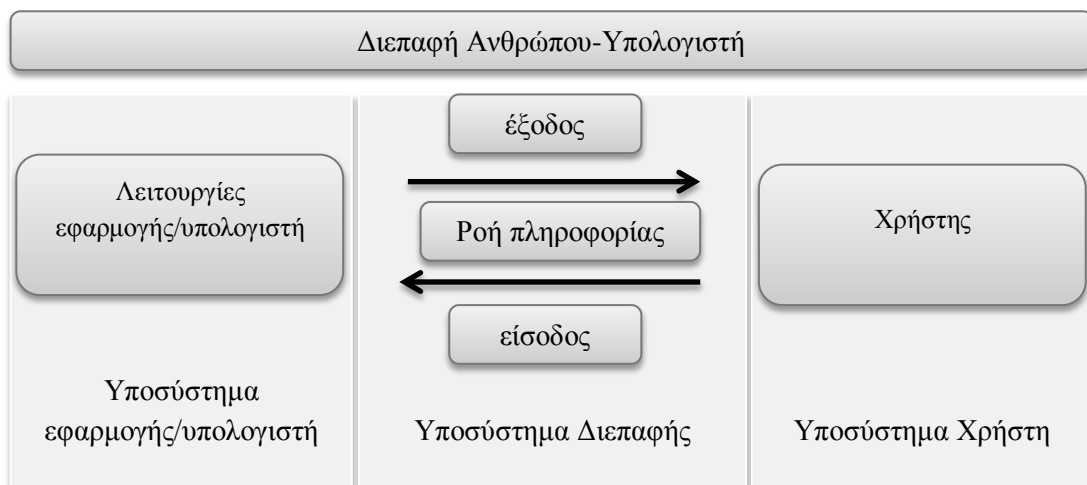 Διεπαφή Ανθρώπου-Υπολογιστή
Λειτουργίες
εφαρμογής/υπολογιστή
Υποσύστημα
εφαρμογής/υπολογιστή
έξοδος
Ροή πληροφορίας
είσοδος
Υποσύστημα Διεπαφής
Χρήστης
Υποσύστημα Χρήστη